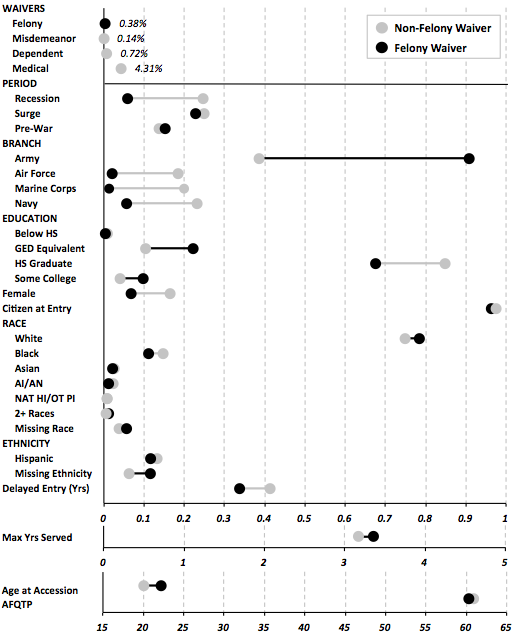 WAIVERS
Felony 0.38%
Misdemeanor 0.14%
Dependent 0.72%
Medical 4.31%
Non-Felony Waiver
Felony Waiver
PERIOD
Recession
Surge
Pre-War
BRANCH
Army
Air Force
Marine Corps
Navy
EDUCATION
Below HS
GED Equivalent
HS Graduate
Some College
Female
Citizen at Entry
RACE
White
Black
Asian
AI/AN
NAT HI/OT PI
2+ Races
Missing Race
ETHNICITY
Hispanic
Missing Ethnicity
Delayed Entry (Yrs)
0 0.1 0.2 0.3 0.4 0.5 0.6 0.7 0.8 0.9 1
Max Yrs Served
0 1 2 3 4 5
Age at Accession
AFQTP
15 20 25 30 35 40 45 50 55 60 65